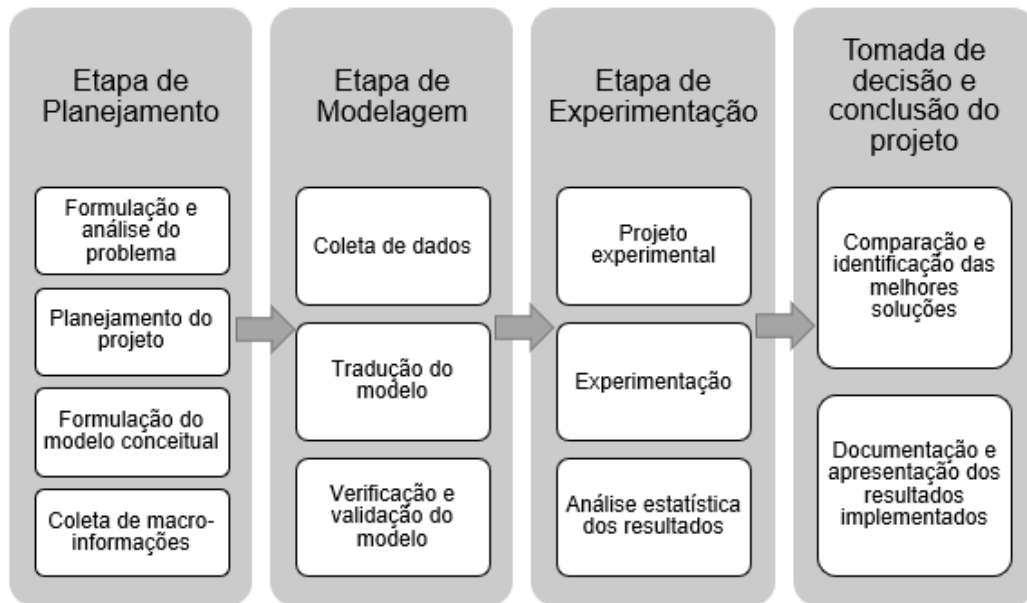 Etapa de
Planejamento
Formulação e
análise do
problema
Planejamento do
projeto
Formulação do
modelo conceitual
Coleta de macro-
informações
Etapa de
Modelagem
Coleta de dados
Tradução do
modelo
Verificação e
validação do
modelo
Etapa de
Experimentação
Projeto
experimental
Experimentação
Análise estatística
dos resultados
Tomada de
decisão e
conclusão do
projeto
Comparação e
identificação das
melhores
soluções
Documentação e
apresentação dos
resultados
implementados